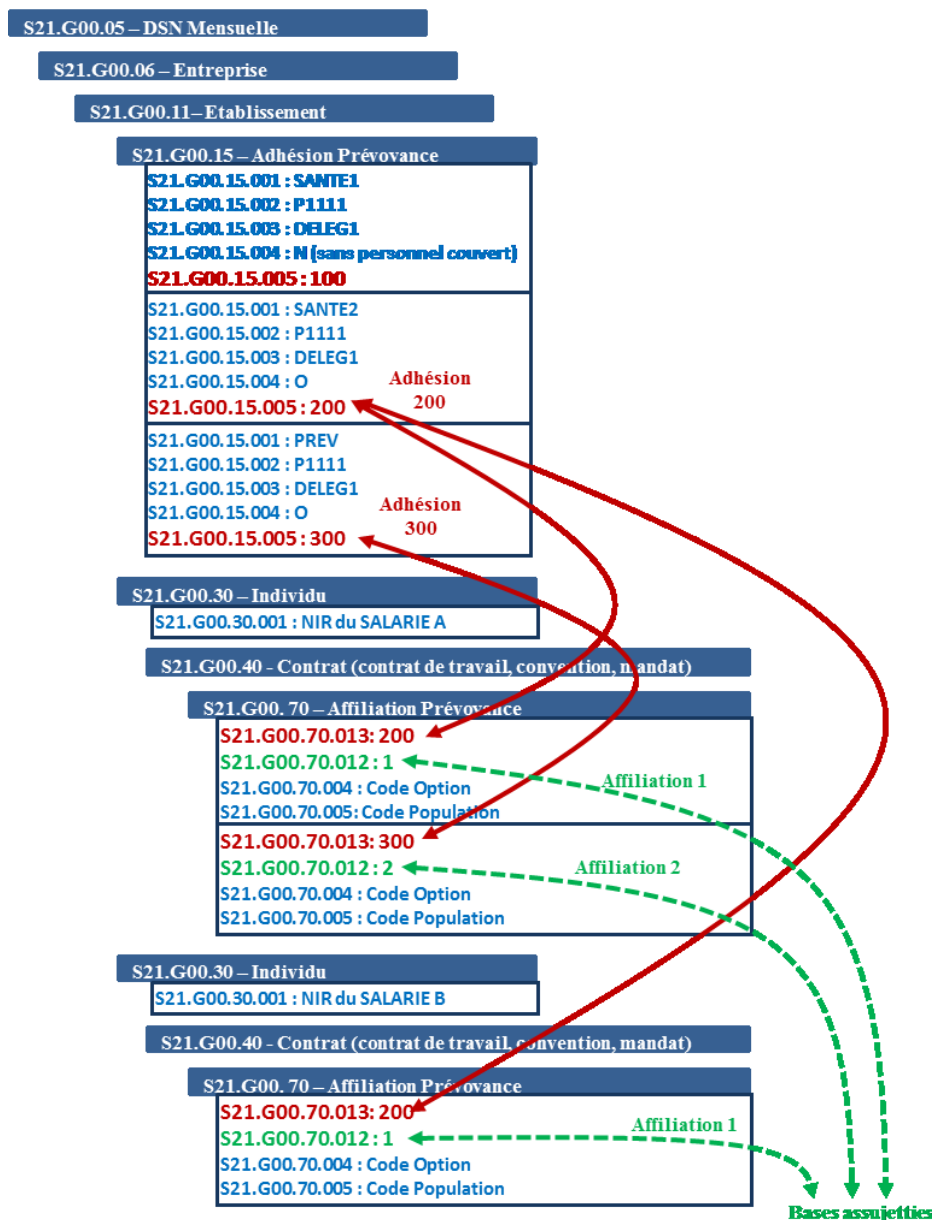 S21.G00.05 – DSN Mensuelle
S21.G00.06 – Entreprise
S21.G00.11– Etablissement
S21.G00.15 – Adhésion Prévoyance
S21.G00.15.001 : SANTE1
S21.G00.15.002 : P1111
S21.G00.15.003 : DELEG1
S21.G00.15.004 : N (sans personnel couvert)
S21.G00.15.005 : 100
S21.G00.15.001 : SANTE2
S21.G00.15.002 : P1111
S21.G00.15.003 : DELEG1
S21.G00.15.004 : O
S21.G00.15.005 : 200
Adhésion
200
S21.G00.15.001 : PREV
S21.G00.15.002 : P1111
S21.G00.15.003 : DELEG1
S21.G00.15.004 : O
S21.G00.15.005 : 300
Adhésion
300
S21.G00.30 – Individu
S21.G00.30.001 : NIR du SALARIE A
S21.G00.40 - Contrat (contrat de travail, convention, mandat)
S21.G00. 70 – Affiliation Prévoyance
S21.G00.70.013: 200
S21.G00.70.012 : 1
Affiliation 1
S21.G00.70.004 : Code Option
S21.G00.70.005: Code Population
S21.G00.70.013: 300
S21.G00.70.012 : 2
Affiliation 2
S21.G00.70.004 : Code Option
S21.G00.70.005 : Code Population
S21.G00.30 – Individu
S21.G00.30.001 : NIR du SALARIE B
S21.G00.40 - Contrat (contrat de travail, convention, mandat)
S21.G00. 70 – Affiliation Prévoyance
S21.G00.70.013: 200
S21.G00.70.012 : 1
Affiliation 1
S21.G00.70.004 : Code Option
S21.G00.70.005 : Code Population
Bases assujetties